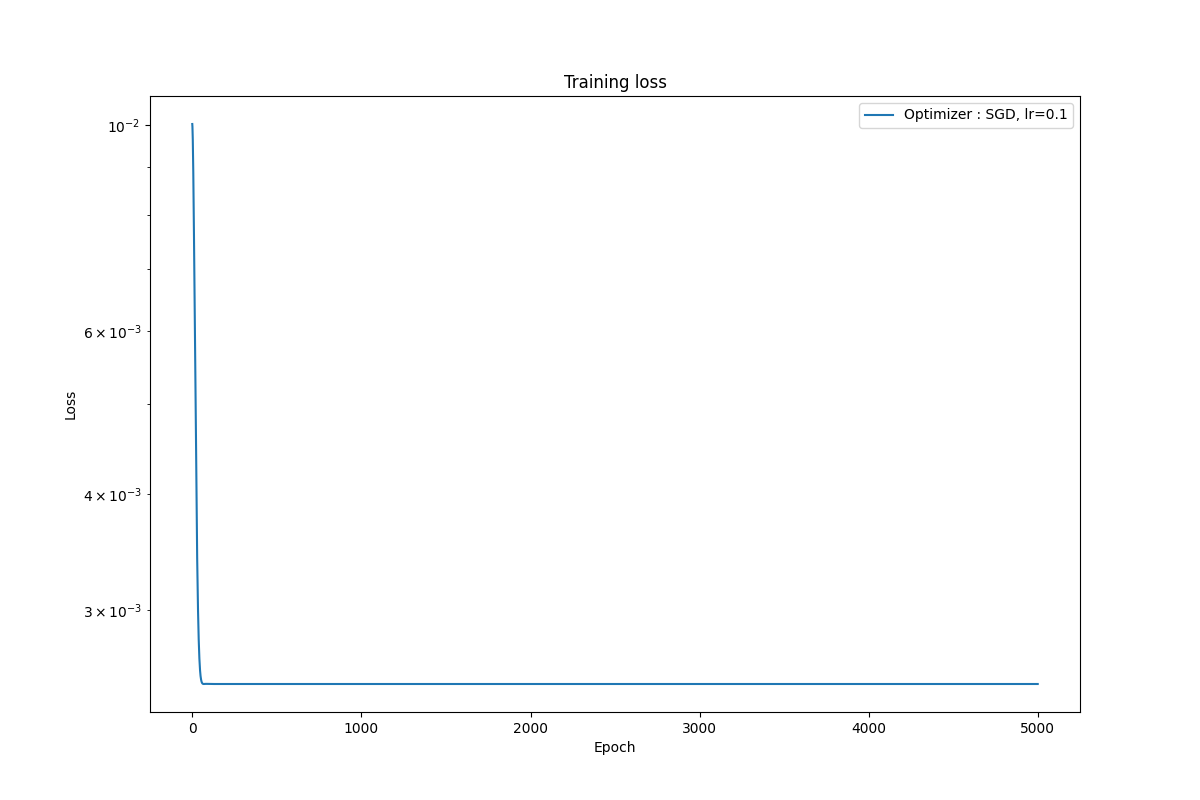 Training loss
Optimizer : SGD, lr=0.1
10⁻²
6 × 10⁻³
4 × 10⁻³
3 × 10⁻³
Loss
0 1000 2000 3000 4000 5000
Epoch